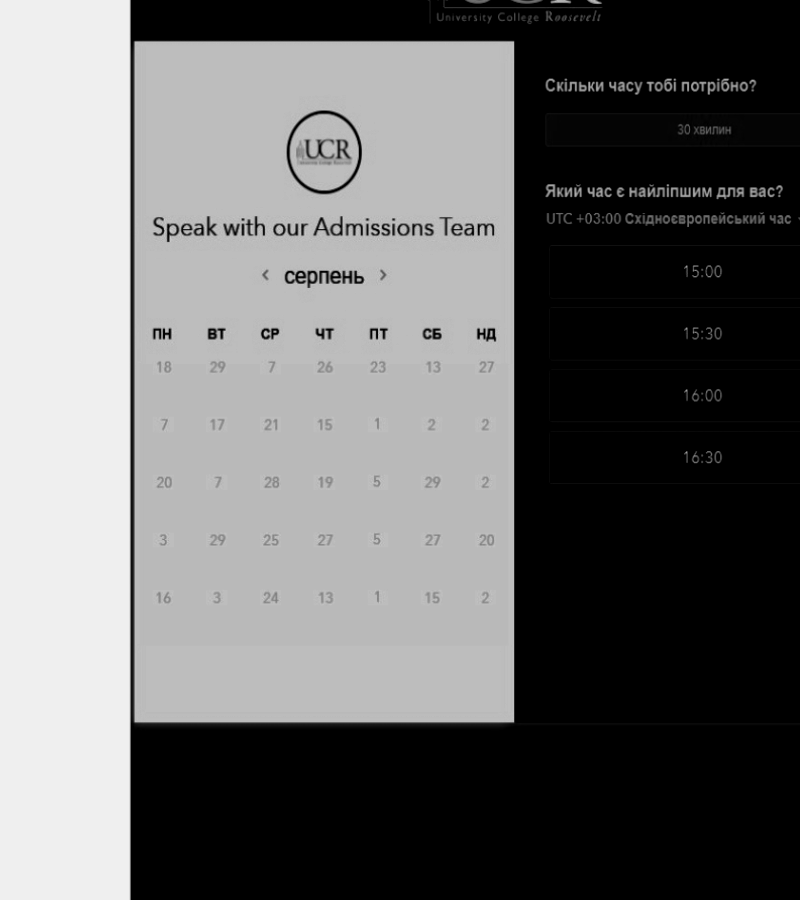 University College Roosevelt
UCR
Speak with our Admissions Team
< серпень >
ПН ВТ СР ЧТ ПТ СБ НД
18 29 7 26 23 13 27
7 17 21 15 1 2 2
20 7 28 19 5 29 2
3 29 25 27 5 27 20
16 3 24 13 1 15 2
Скільки часу тобі потрібно?
30 хвилин
Який час є найліпшим для вас?
UTC +03:00 Східноєвропейський час
15:00
15:30
16:00
16:30